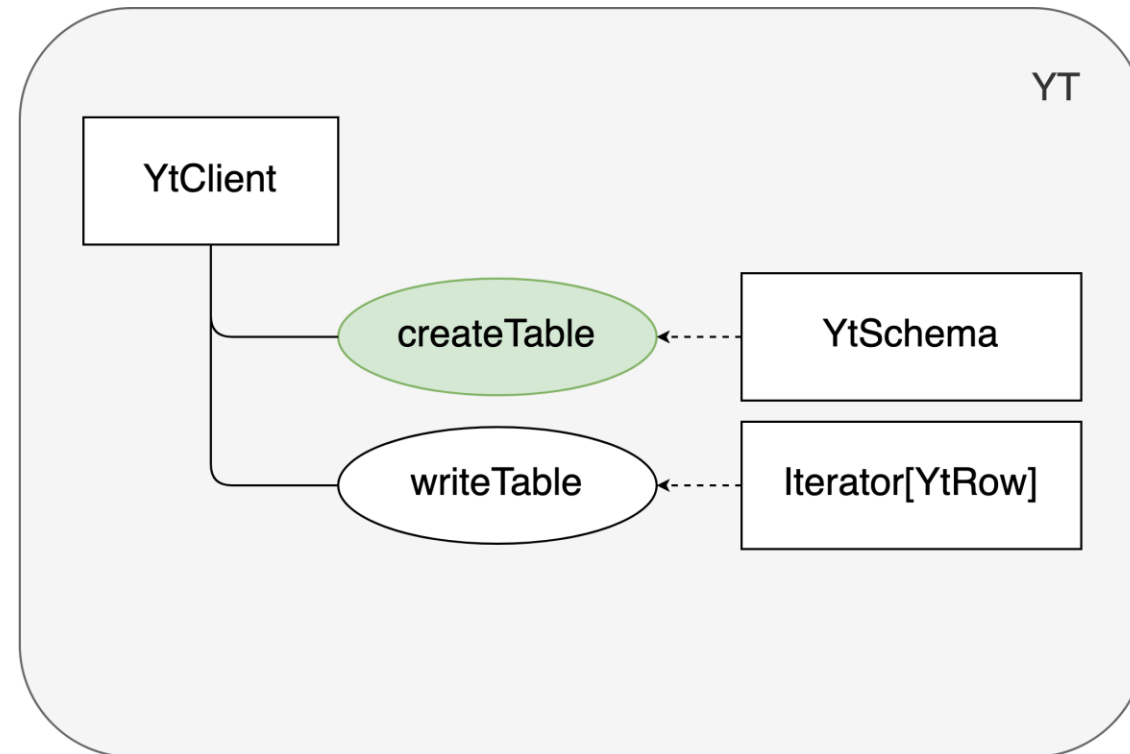 YT
YtClient
createTable
YtSchema
writeTable
Iterator[YtRow]